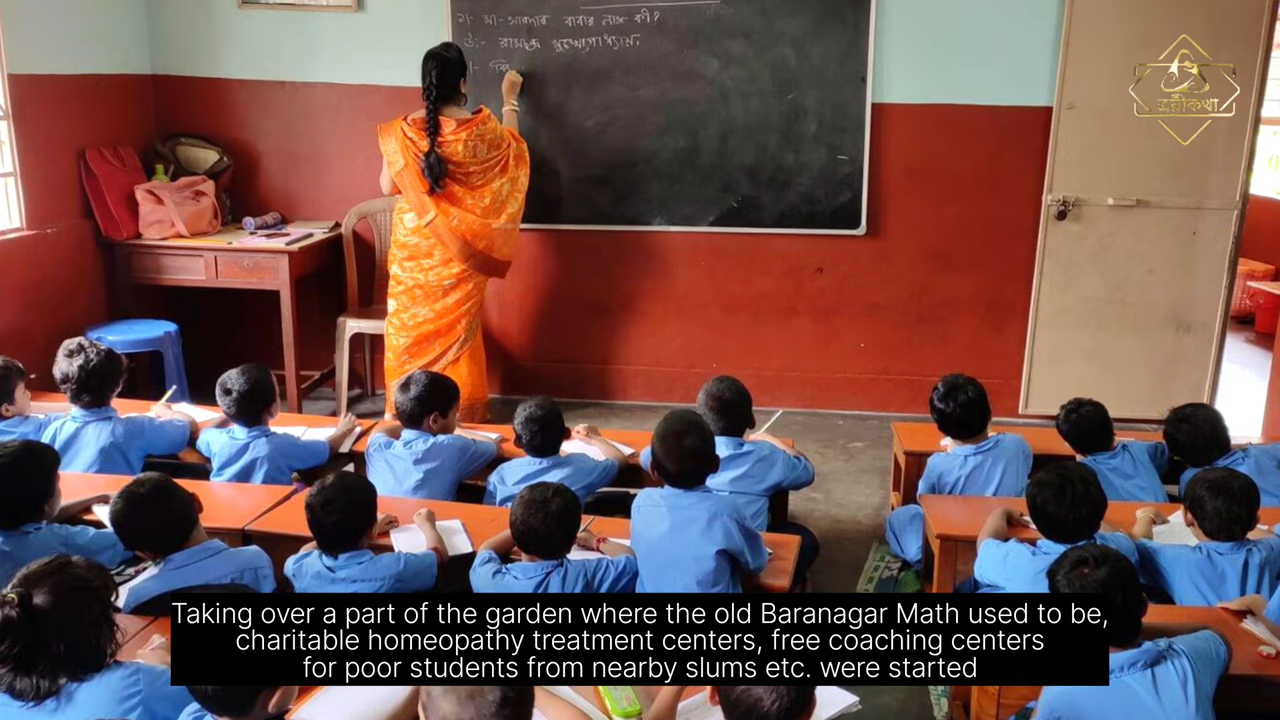 ২)- মা-সারদার বাবার নাম কী?
উ:- রামচন্দ্র মুখোপাধ্যায়।
Taking over a part of the garden where the old Baranagar Math used to be,
charitable homeopathy treatment centers, free coaching centers
for poor students from nearby slums etc. were started